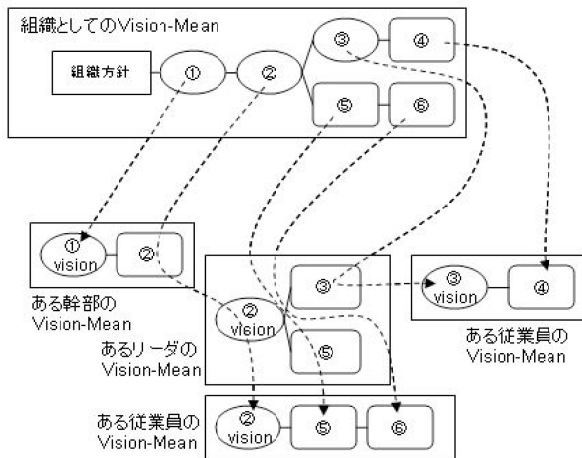 組織としてのVision-Mean
組織方針
①
②
③
④
⑤
⑥
①
vision
②
ある幹部の
Vision-Mean
②
vision
③
⑤
あるリーダの
Vision-Mean
③
vision
④
ある従業員の
Vision-Mean
②
vision
⑤
⑥
ある従業員の
Vision-Mean